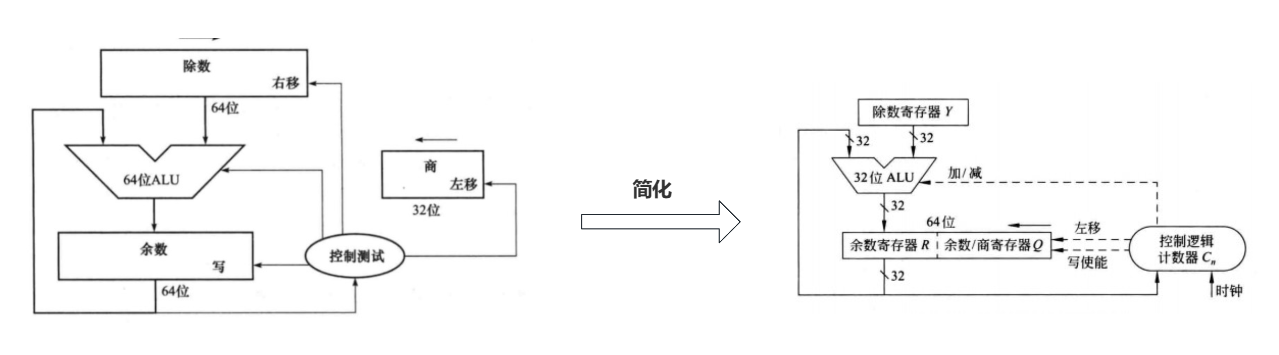 除数
右移
64位
64位ALU
商
左移
32位
余数
写
控制测试
64位
简化
除数寄存器 Y
32
32
32位 ALU
加/减
32
64位
左移
余数寄存器 R
余数/商寄存器Q
写使能
控制逻辑
计数器 Cn
32
时钟